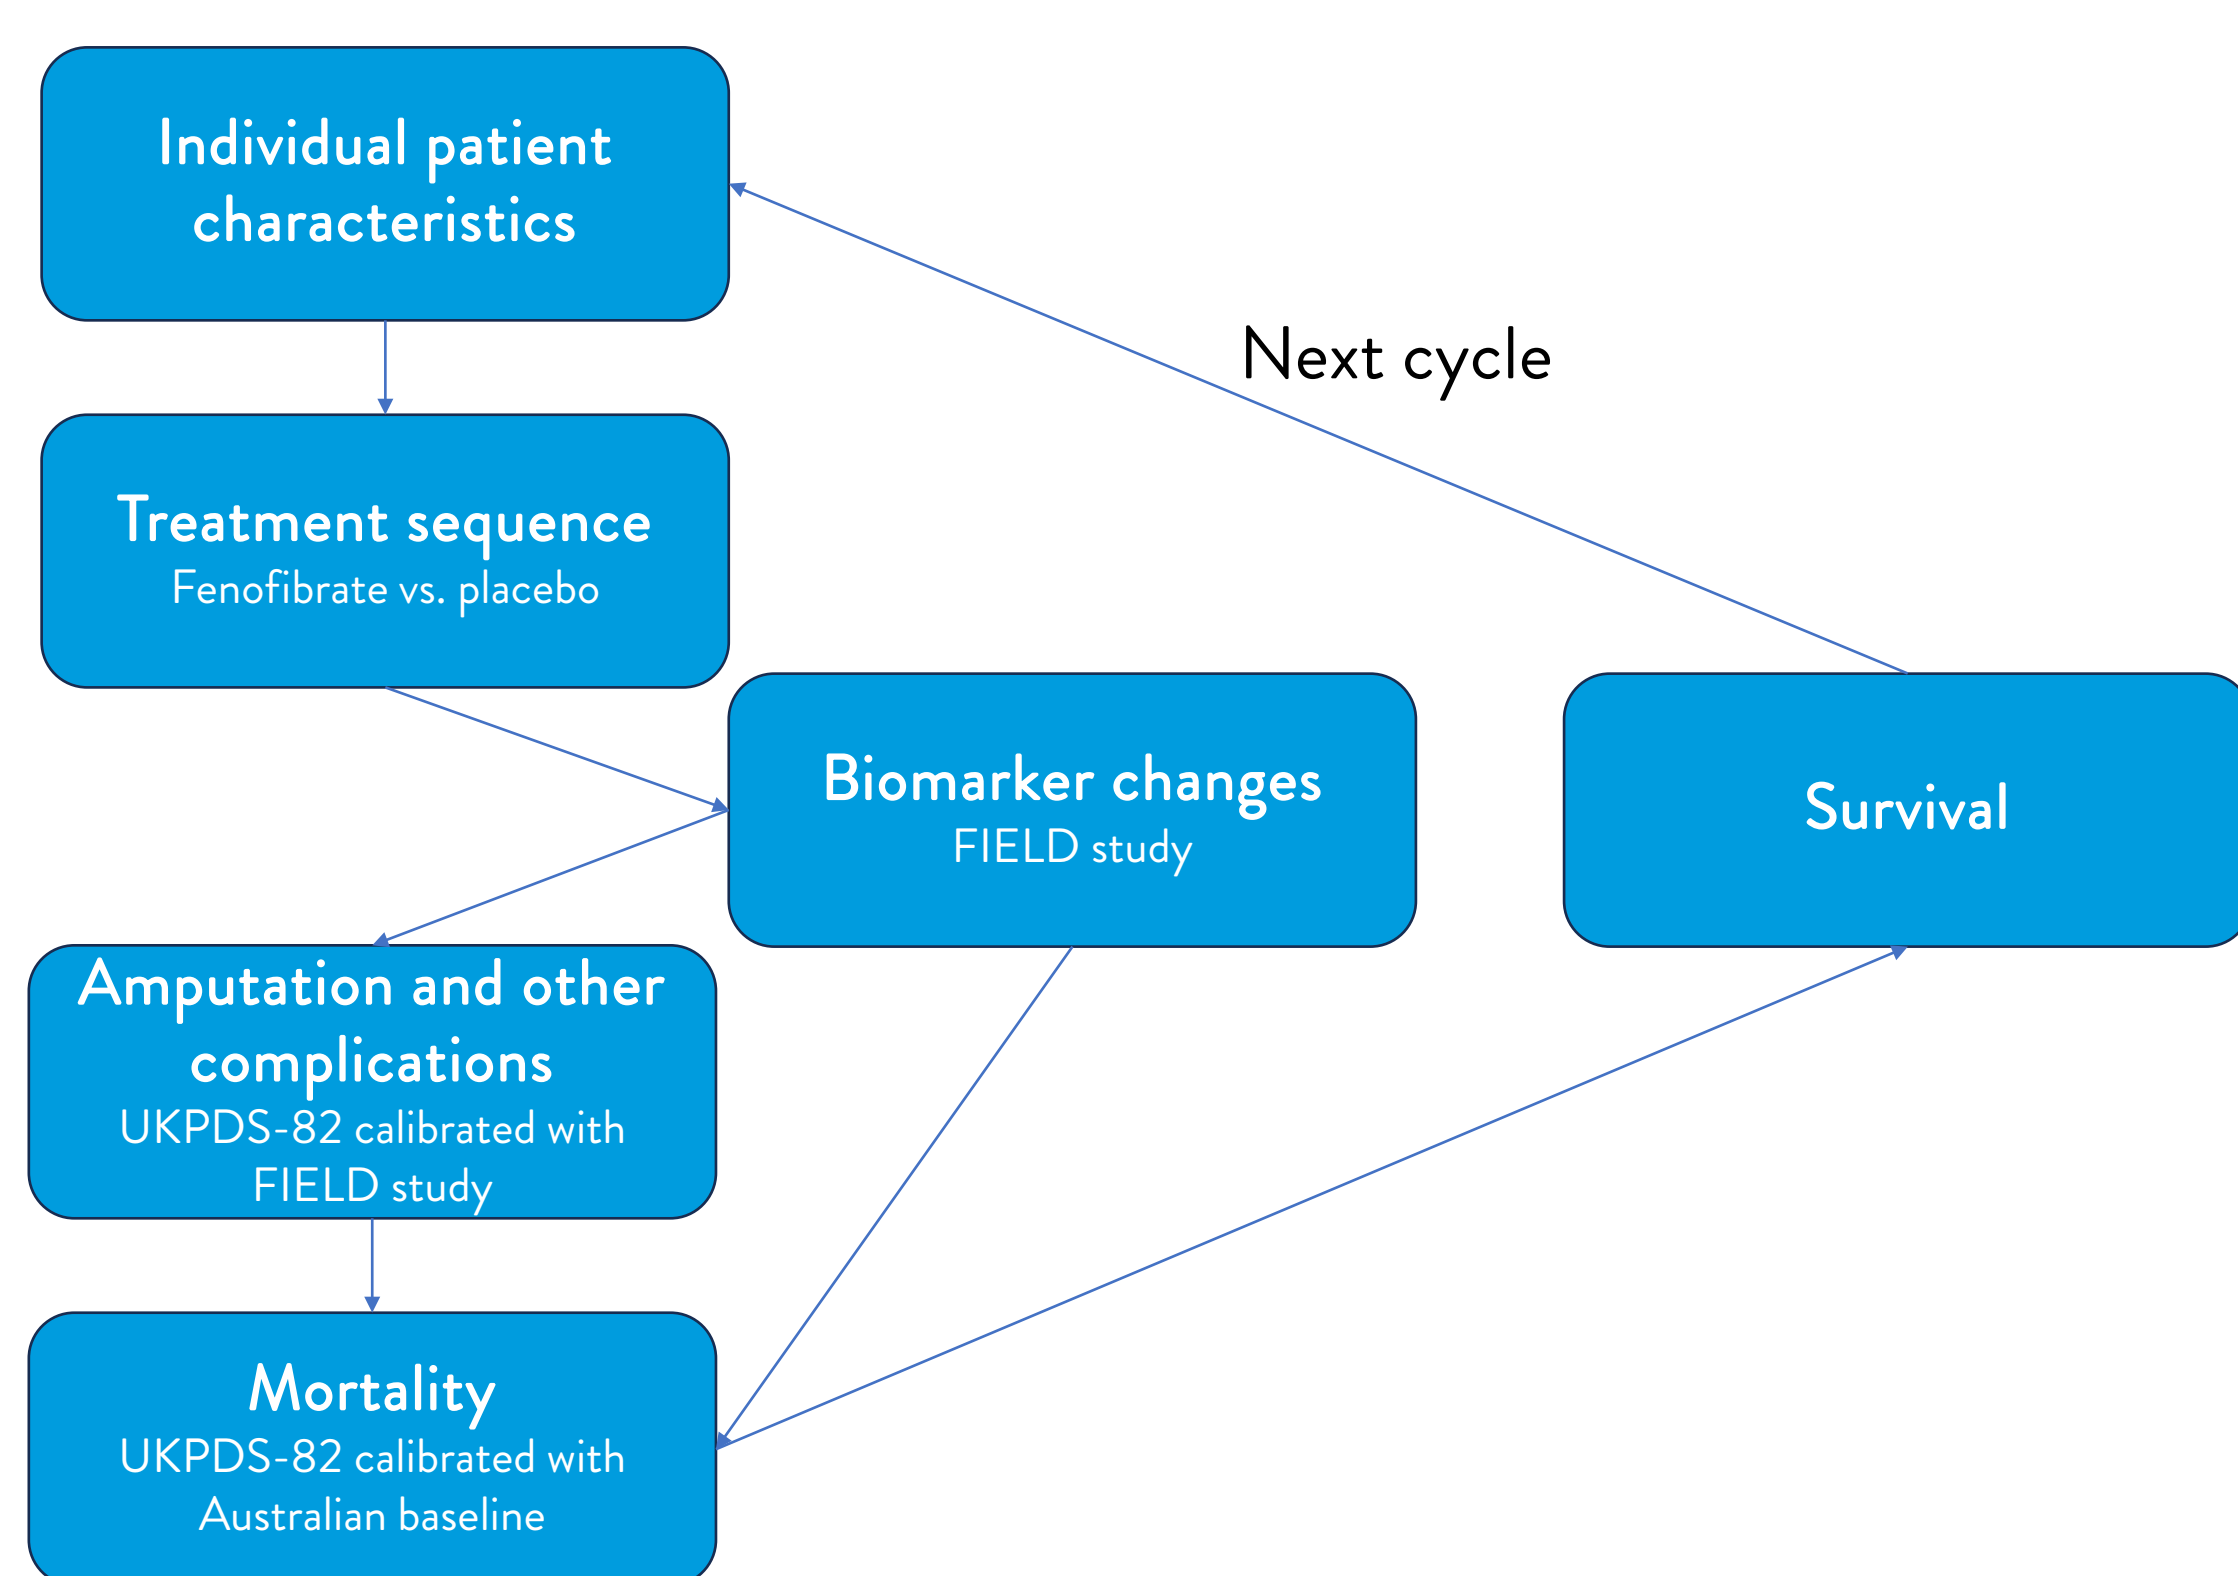 Individual patient
characteristics
Next cycle
Treatment sequence
Fenofibrate vs. placebo
Biomarker changes
FIELD study
Survival
Amputation and other
complications
UKPDS-82 calibrated with
FIELD study
Mortality
UKPDS-82 calibrated with
Australian baseline